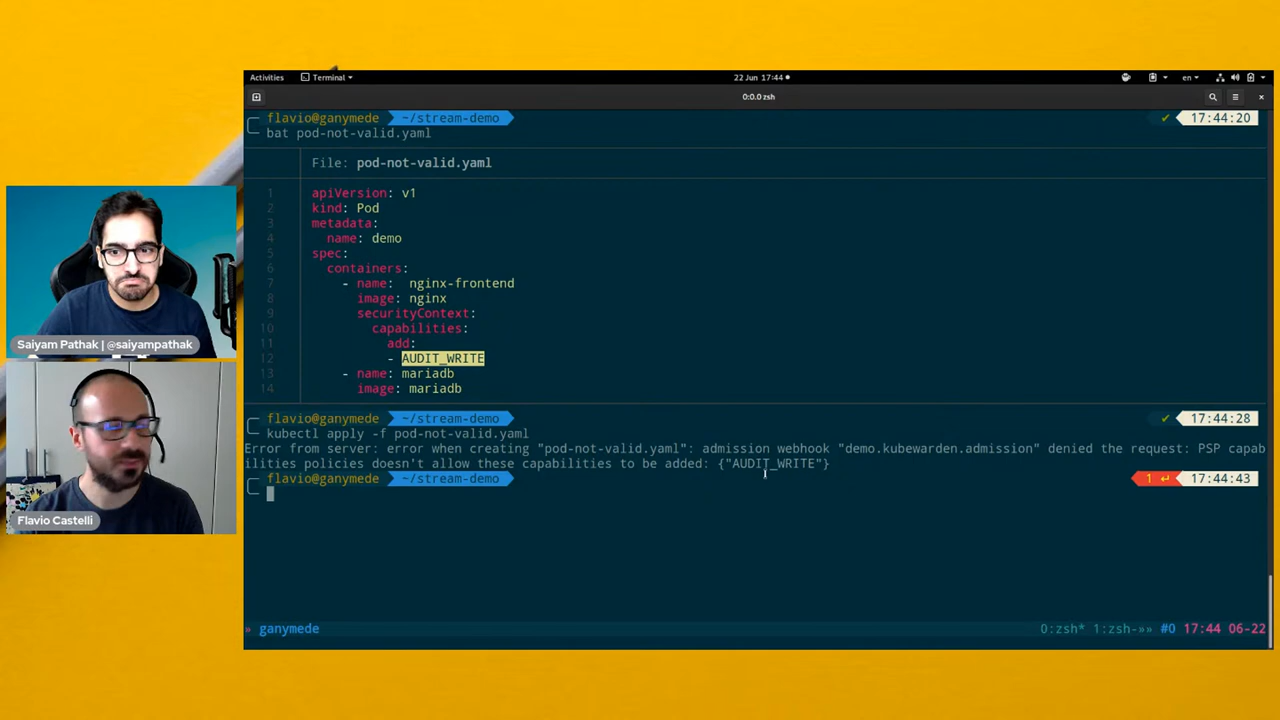 Activities
Terminal
22 Jun 17:44
en
0:0.0 zsh
flavio@ganymede ~/stream-demo ✔ 17:44:20
bat pod-not-valid.yaml
File: pod-not-valid.yaml
1 apiVersion: v1
2 kind: Pod
3 metadata:
4 name: demo
5 spec:
6 containers:
7 - name: nginx-frontend
8 image: nginx
9 securityContext:
10 capabilities:
11 add:
12 - AUDIT_WRITE
13 - name: mariadb
14 image: mariadb
flavio@ganymede ~/stream-demo ✔ 17:44:28
kubectl apply -f pod-not-valid.yaml
Error from server: error when creating "pod-not-valid.yaml": admission webhook "demo.kubewarden.admission" denied the request: PSP capab
ilities policies doesn't allow these capabilities to be added: {"AUDIT_WRITE"}
flavio@ganymede ~/stream-demo 1 ↵ 17:44:43
» ganymede 0:zsh* 1:zsh-»» #0 17:44 06-22
Saiyam Pathak | @saiyampathak
Flavio Castelli